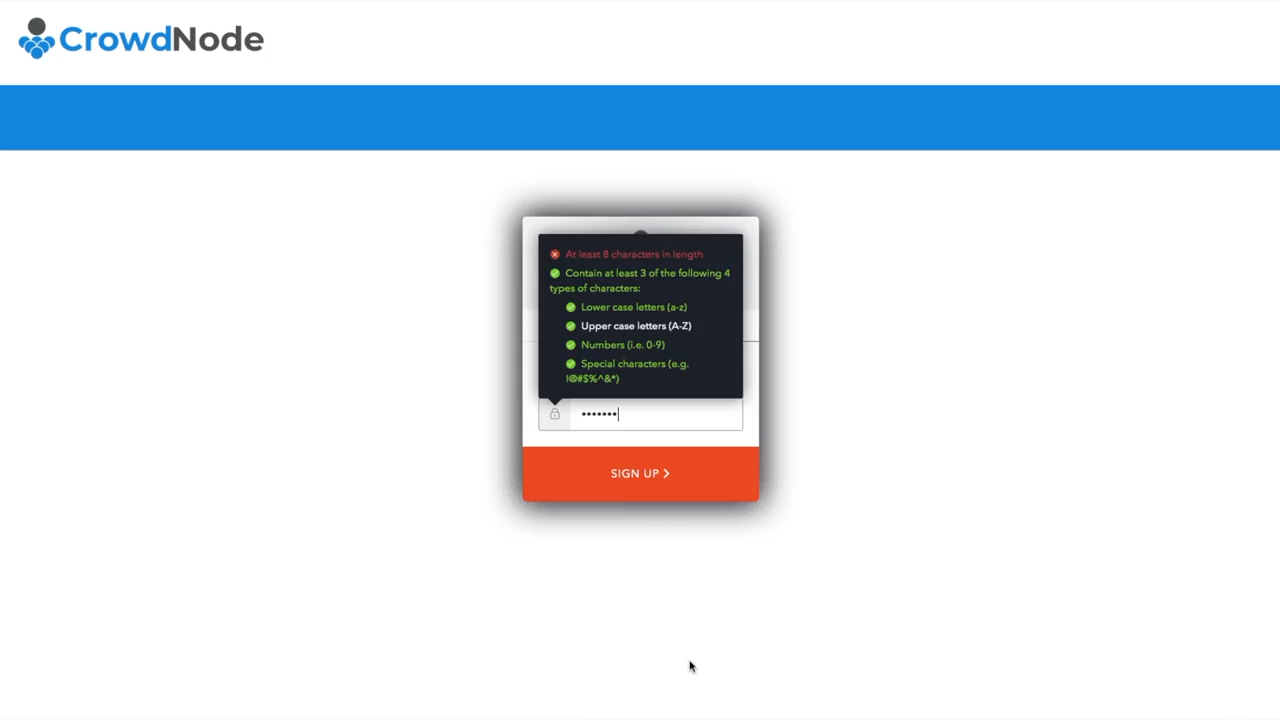 CrowdNode
At least 8 characters in length
Contain at least 3 of the following 4
types of characters:
Lower case letters (a-z)
Upper case letters (A-Z)
Numbers (i.e. 0-9)
Special characters (e.g.
!@#$%^&*)
•••••••
SIGN UP >